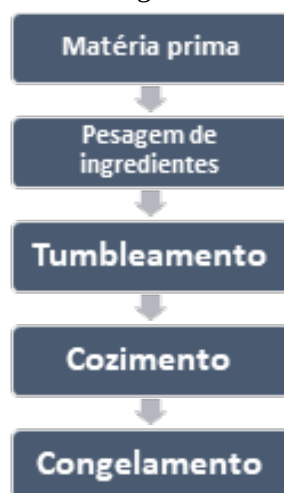 Matéria prima
Pesagem de
ingredientes
Tumbleamento
Cozimento
Congelamento